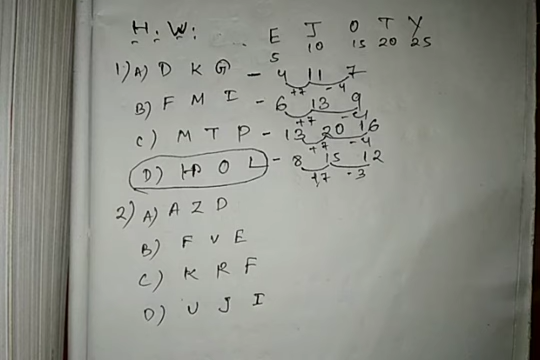 H.W:
E J O T Y
5 10 15 20 25
1) A) D K G - 4 11 7
+7 -4
B) F M I - 6 13 9
+7 -4
C) M T P - 13 20 16
+7 -4
D) H O L - 8 15 12
+7 -3
2) A) A Z D
B) F V E
C) K R F
D) U J I